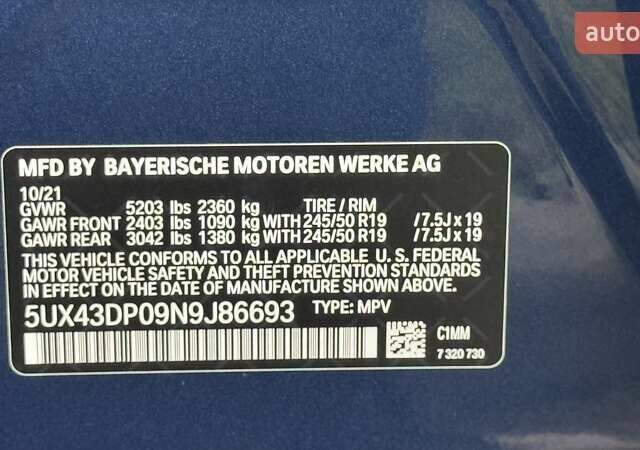 auto
MFD BY BAYERISCHE MOTOREN WERKE AG
10/21
GVWR 5203 lbs 2360 kg TIRE / RIM
GAWR FRONT 2403 lbs 1090 kg WITH 245/50 R19 /7.5J x 19
GAWR REAR 3042 lbs 1380 kg WITH 245/50 R19 /7.5J x 19
THIS VEHICLE CONFORMS TO ALL APPLICABLE U. S. FEDERAL
MOTOR VEHICLE SAFETY AND THEFT PREVENTION STANDARDS
IN EFFECT ON THE DATE OF MANUFACTURE SHOWN ABOVE.
5UX43DP09N9J86693 TYPE: MPV
C1MM
7 320 730